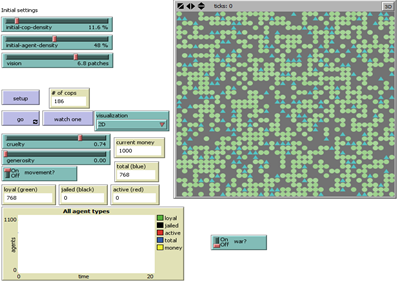 Initial settings
ticks: 0
3D
initial-cop-density 11.6 %
initial-agent-density 48 %
vision 6.8 patches
setup
# of cops
186
go
watch one
visualization
2D
cruelty 0.74
generosity 0.00
current money
1000
On
Off
movement?
total (blue)
768
loyal (green)
768
jailed (black)
0
active (red)
0
All agent types
1100
agents
0
0
time
20
loyal
jailed
active
total
money
On
Off
war?